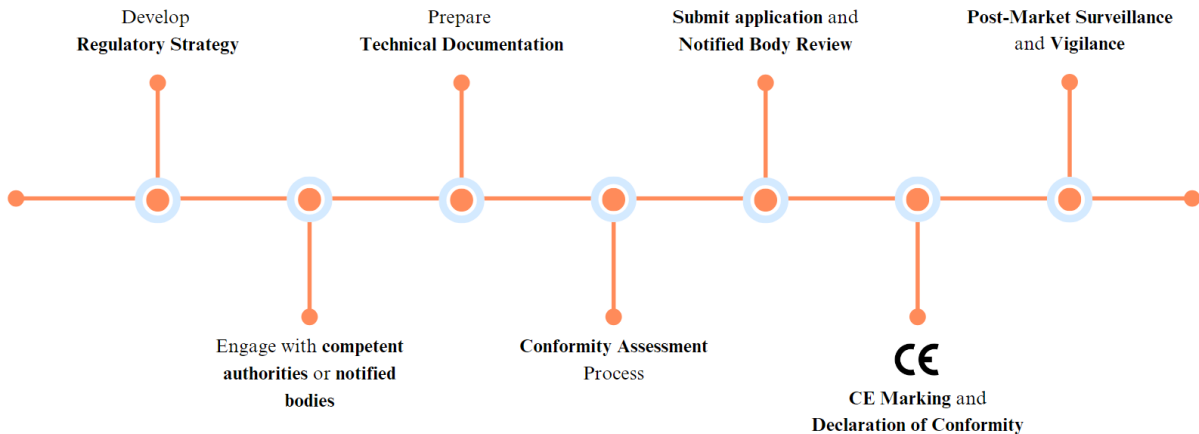 Develop
Regulatory Strategy
Engage with competent
authorities or notified
bodies
Prepare
Technical Documentation
Conformity Assessment
Process
Submit application and
Notified Body Review
CE
CE Marking and
Declaration of Conformity
Post-Market Surveillance
and Vigilance